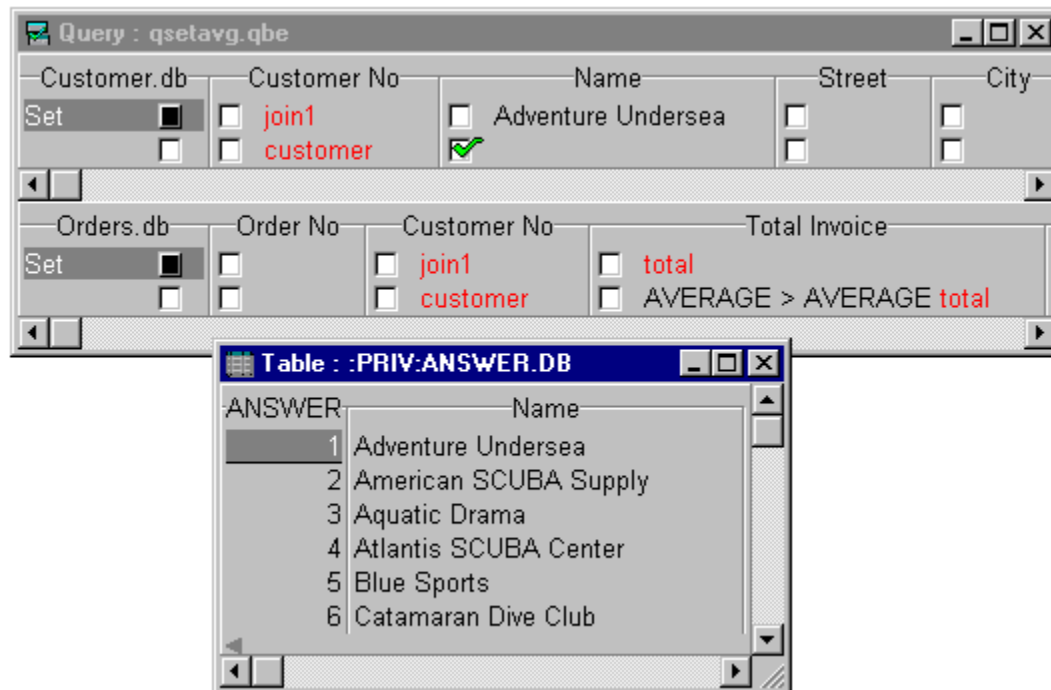 Query : qsetavg.qbe
Customer.db Customer No Name Street City
Set join1 Adventure Undersea
customer
Orders.db Order No Customer No Total Invoice
Set join1 total
customer AVERAGE > AVERAGE total
Table : :PRIV:ANSWER.DB
ANSWER Name
1 Adventure Undersea
2 American SCUBA Supply
3 Aquatic Drama
4 Atlantis SCUBA Center
5 Blue Sports
6 Catamaran Dive Club